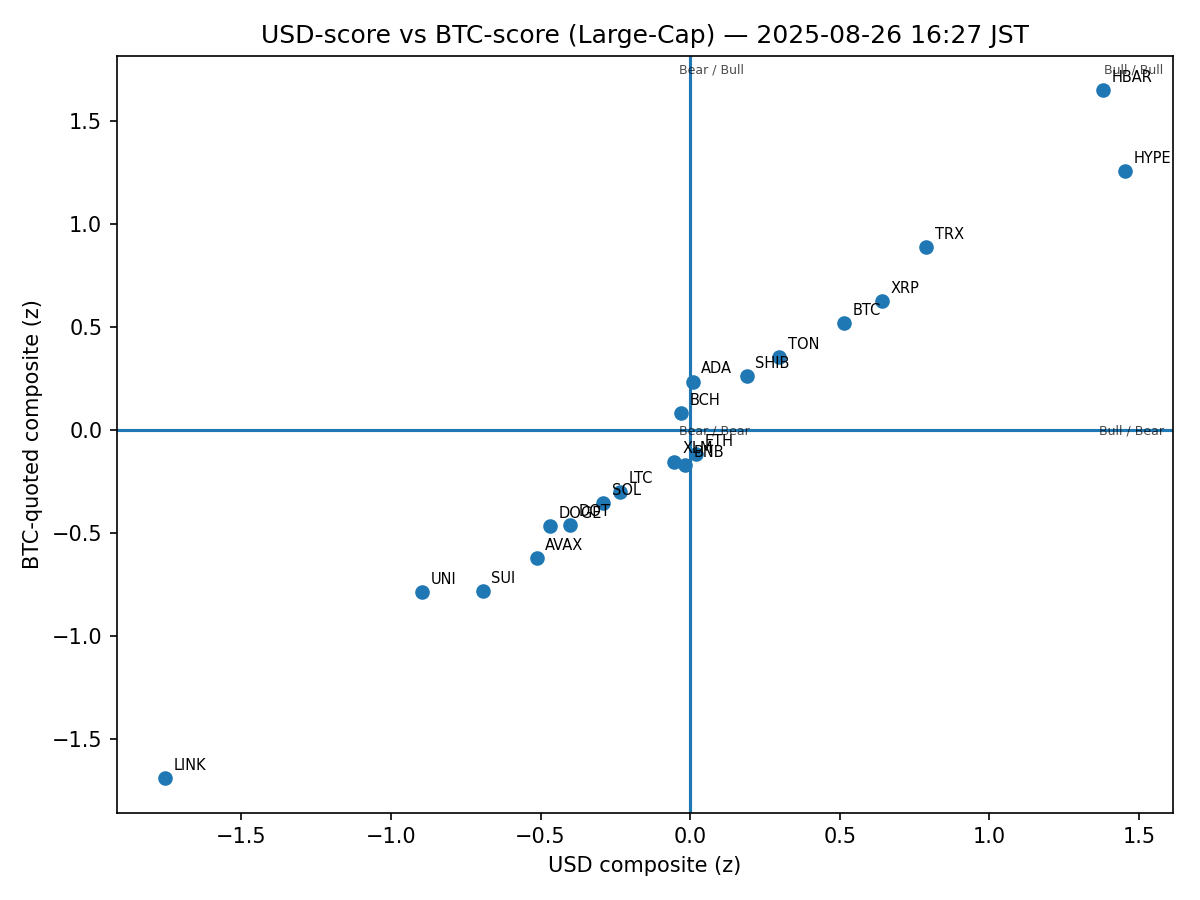 USD-score vs BTC-score (Large-Cap) — 2025-08-26 16:27 JST
Bear / Bull
Bull / Bull
HBAR
HYPE
TRX
XRP
BTC
TON
SHIB
ADA
BCH
Bear / Bear
Bull / Bear
ETH
XLM
BNB
LTC
SOL
DOGE
DOT
AVAX
UNI
SUI
LINK
BTC-quoted composite (z)
1.5
1.0
0.5
0.0
−0.5
−1.0
−1.5
−1.5
−1.0
−0.5
0.0
0.5
1.0
1.5
USD composite (z)